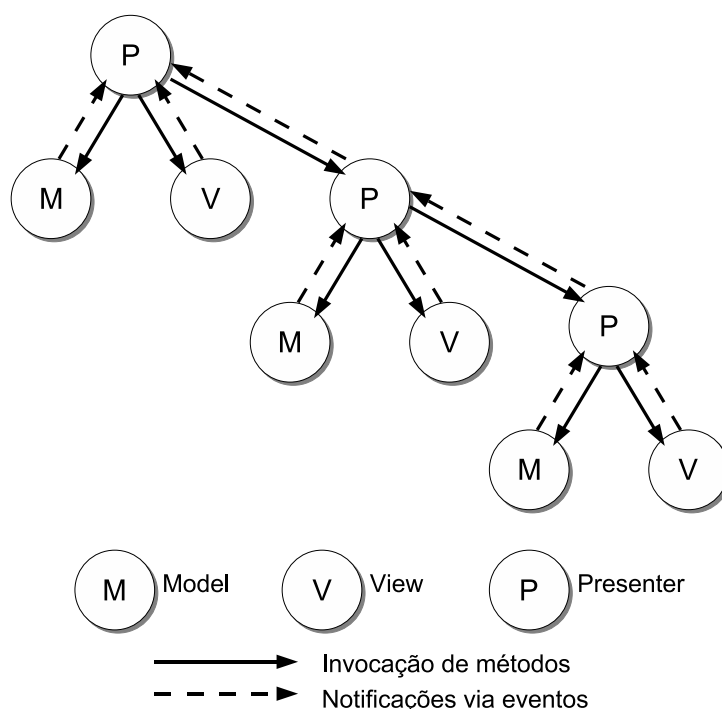 P
M
V
P
M
V
P
M
V
M Model
V View
P Presenter
Invocação de métodos
Notificações via eventos